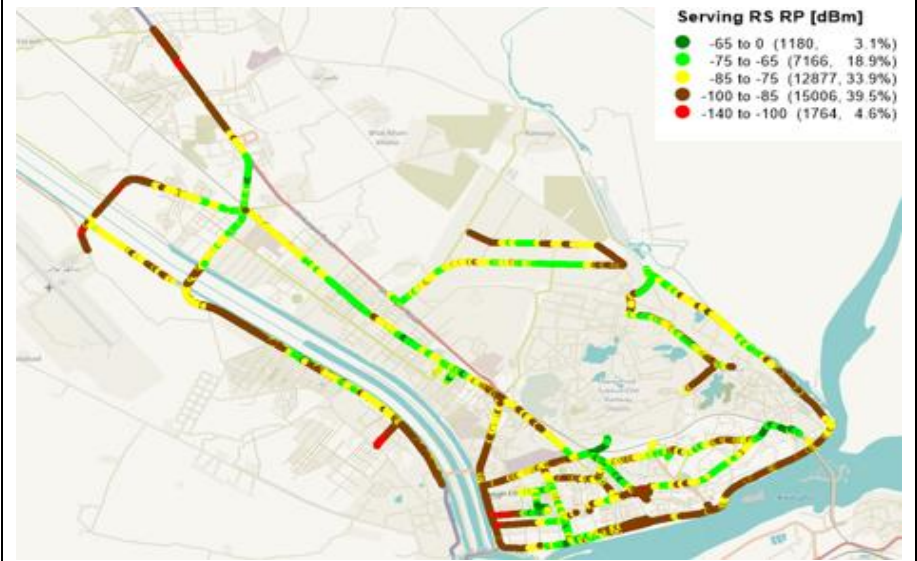 Serving RS RP [dBm]
-65 to 0 (1180, 3.1%)
-75 to -65 (7166, 18.9%)
-85 to -75 (12877, 33.9%)
-100 to -85 (15006, 39.5%)
-140 to -100 (1764, 4.6%)